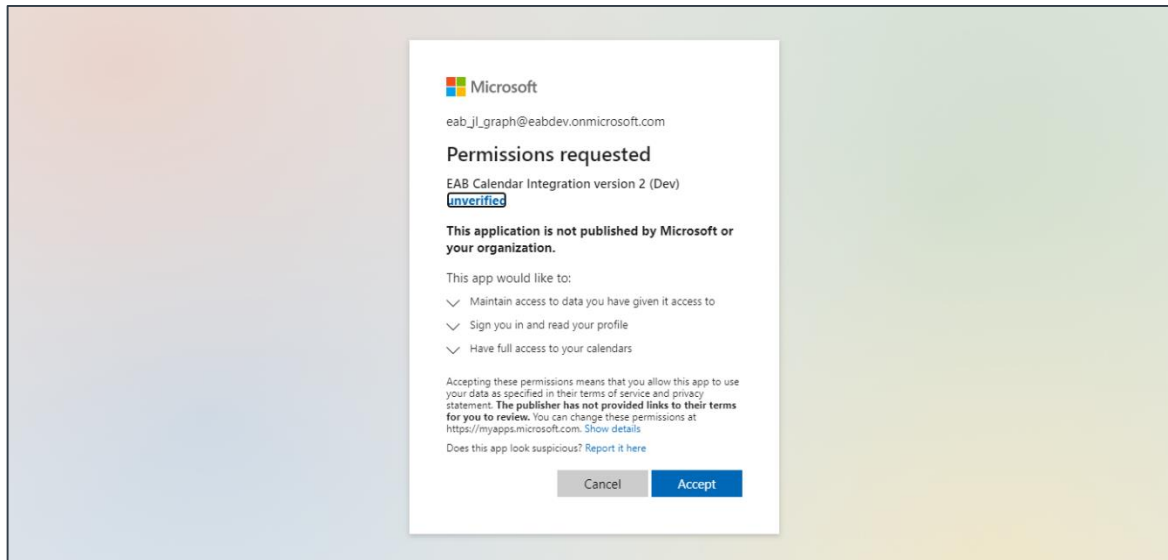 Microsoft
eab_jl_graph@eabdev.onmicrosoft.com
Permissions requested
EAB Calendar Integration version 2 (Dev)
unverified
This application is not published by Microsoft or
your organization.
This app would like to:
Maintain access to data you have given it access to
Sign you in and read your profile
Have full access to your calendars
Accepting these permissions means that you allow this app to use
your data as specified in their terms of service and privacy
statement. The publisher has not provided links to their terms
for you to review. You can change these permissions at
https://myapps.microsoft.com. Show details
Does this app look suspicious? Report it here
Cancel
Accept